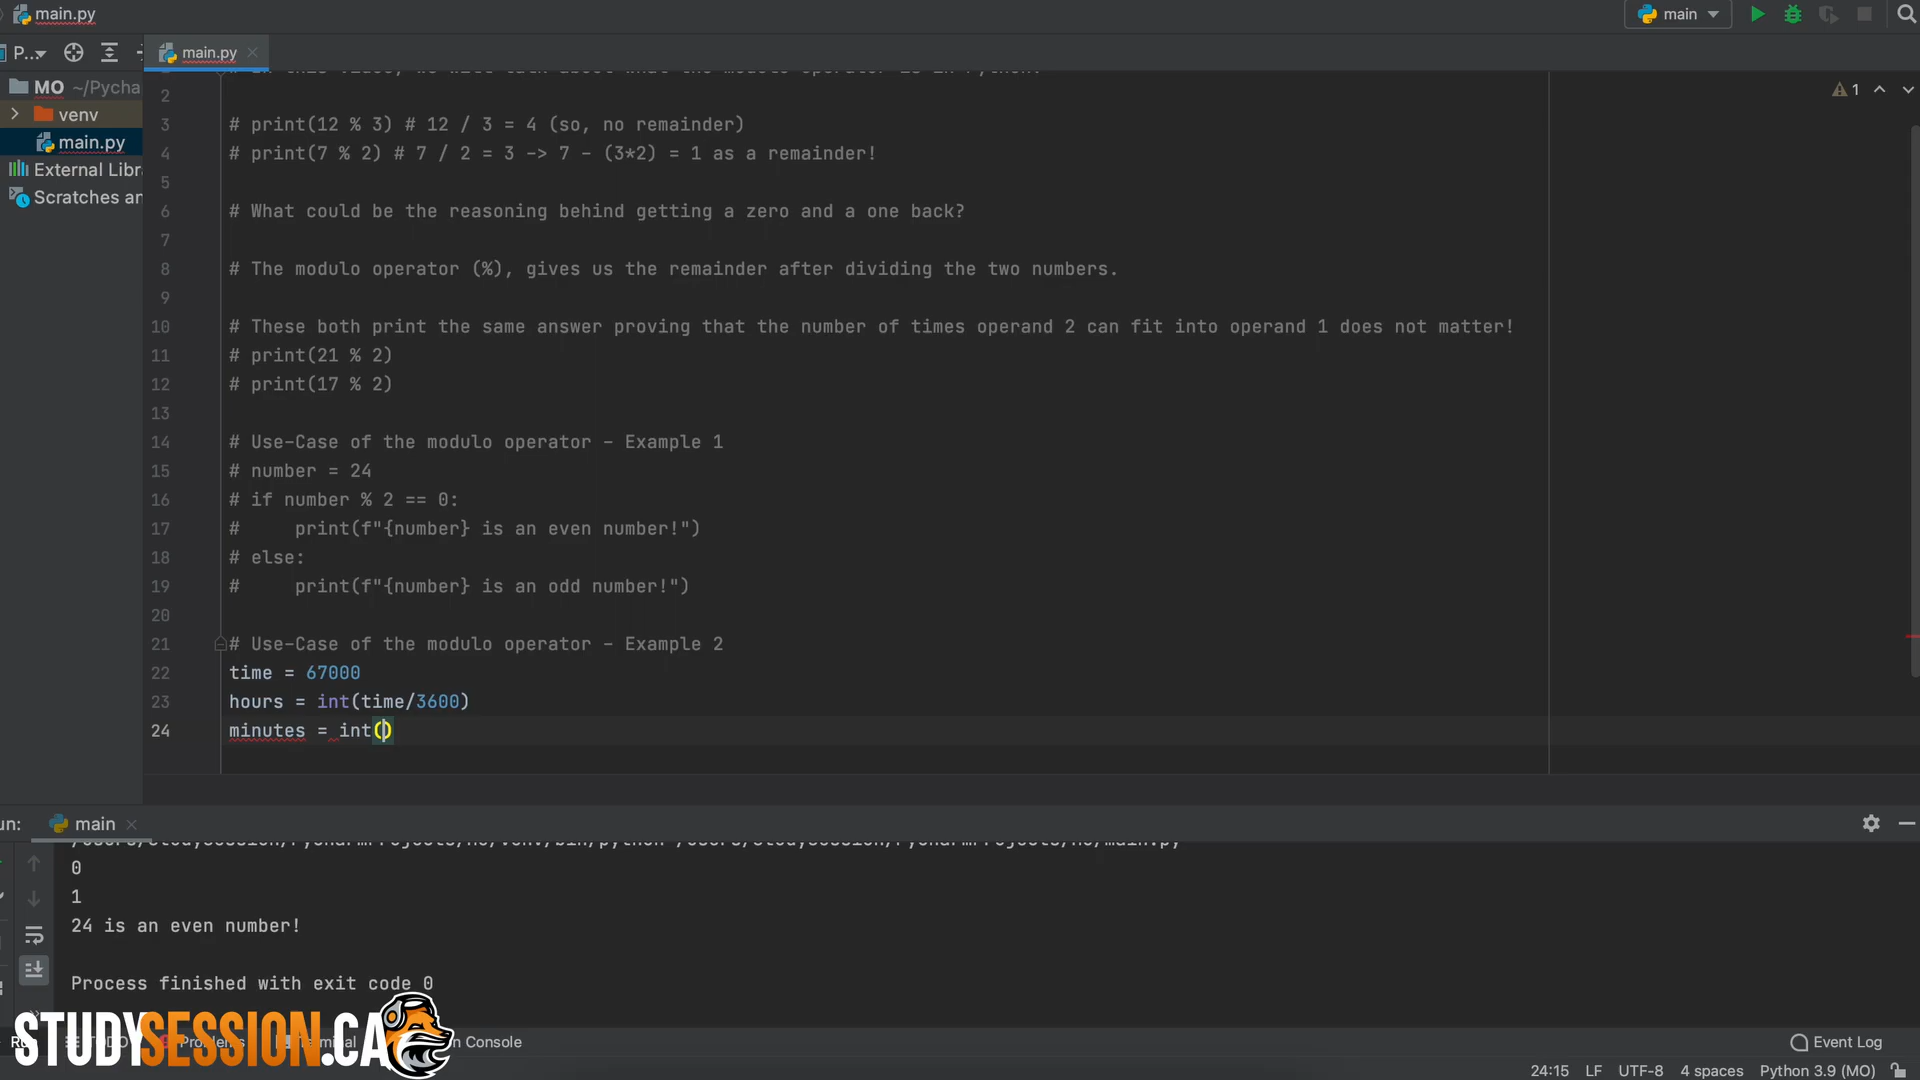 main.py
main
P...
main.py
MO ~/Pycha
venv
main.py
External Libr
Scratches an
1
2
3 # print(12 % 3) # 12 / 3 = 4 (so, no remainder)
4 # print(7 % 2) # 7 / 2 = 3 -> 7 - (3*2) = 1 as a remainder!
5
6 # What could be the reasoning behind getting a zero and a one back?
7
8 # The modulo operator (%), gives us the remainder after dividing the two numbers.
9
10 # These both print the same answer proving that the number of times operand 2 can fit into operand 1 does not matter!
11 # print(21 % 2)
12 # print(17 % 2)
13
14 # Use-Case of the modulo operator - Example 1
15 # number = 24
16 # if number % 2 == 0:
17 #     print(f"{number} is an even number!")
18 # else:
19 #     print(f"{number} is an odd number!")
20
21 # Use-Case of the modulo operator - Example 2
22 time = 67000
23 hours = int(time/3600)
24 minutes = int()
un: main
0
1
24 is an even number!
Process finished with exit code 0
STUDYSESSION.CA
Console
Event Log
24:15 LF UTF-8 4 spaces Python 3.9 (MO)